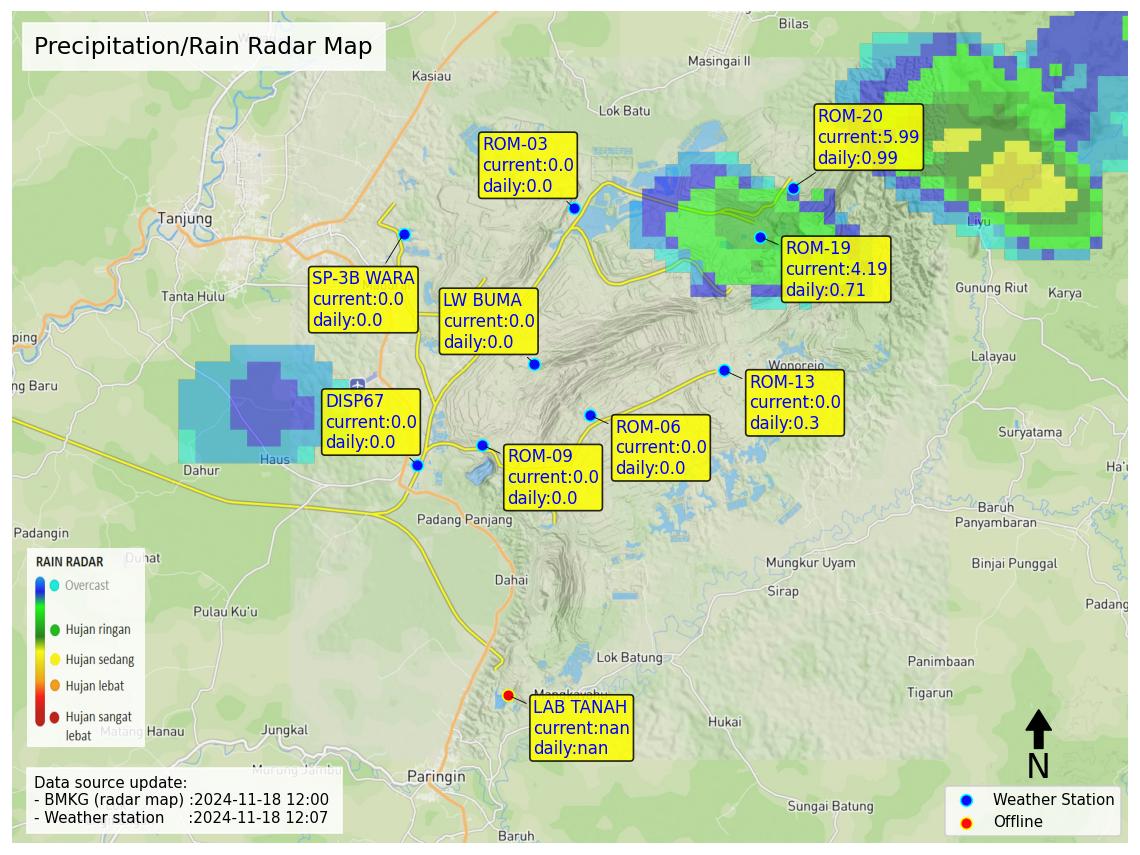 Precipitation/Rain Radar Map
Bilas
Masingai II
Kasiau
Lok Batu
ROM-20
current:5.99
daily:0.99
ROM-03
current:0.0
daily:0.0
Tanjung
Liyu
ROM-19
current:4.19
daily:0.71
SP-3B WARA
current:0.0
daily:0.0
LW BUMA
current:0.0
daily:0.0
Tanta Hulu
Gunung Riut
Karya
ping
Lalayau
Wonorejo
ng Baru
ROM-13
current:0.0
daily:0.3
DISP67
current:0.0
daily:0.0
ROM-06
current:0.0
daily:0.0
Suryatama
ROM-09
current:0.0
daily:0.0
Haus
Dahur
Ha'u
Baruh
Panyambaran
Padang Panjang
Padangin
Duhat
Mungkur Uyam
Binjai Punggal
Dahai
Sirap
Padang
Pulau Ku'u
RAIN RADAR
Overcast
Hujan ringan
Hujan sedang
Hujan lebat
Hujan sangat
lebat
Lok Batung
Panimbaan
Tigarun
Mangkayahu
LAB TANAH
current:nan
daily:nan
Hukai
Matang Hanau
Jungkal
Murung Jambu
Paringin
N
Data source update:
- BMKG (radar map) :2024-11-18 12:00
- Weather station :2024-11-18 12:07
Sungai Batung
Baruh
Weather Station
Offline